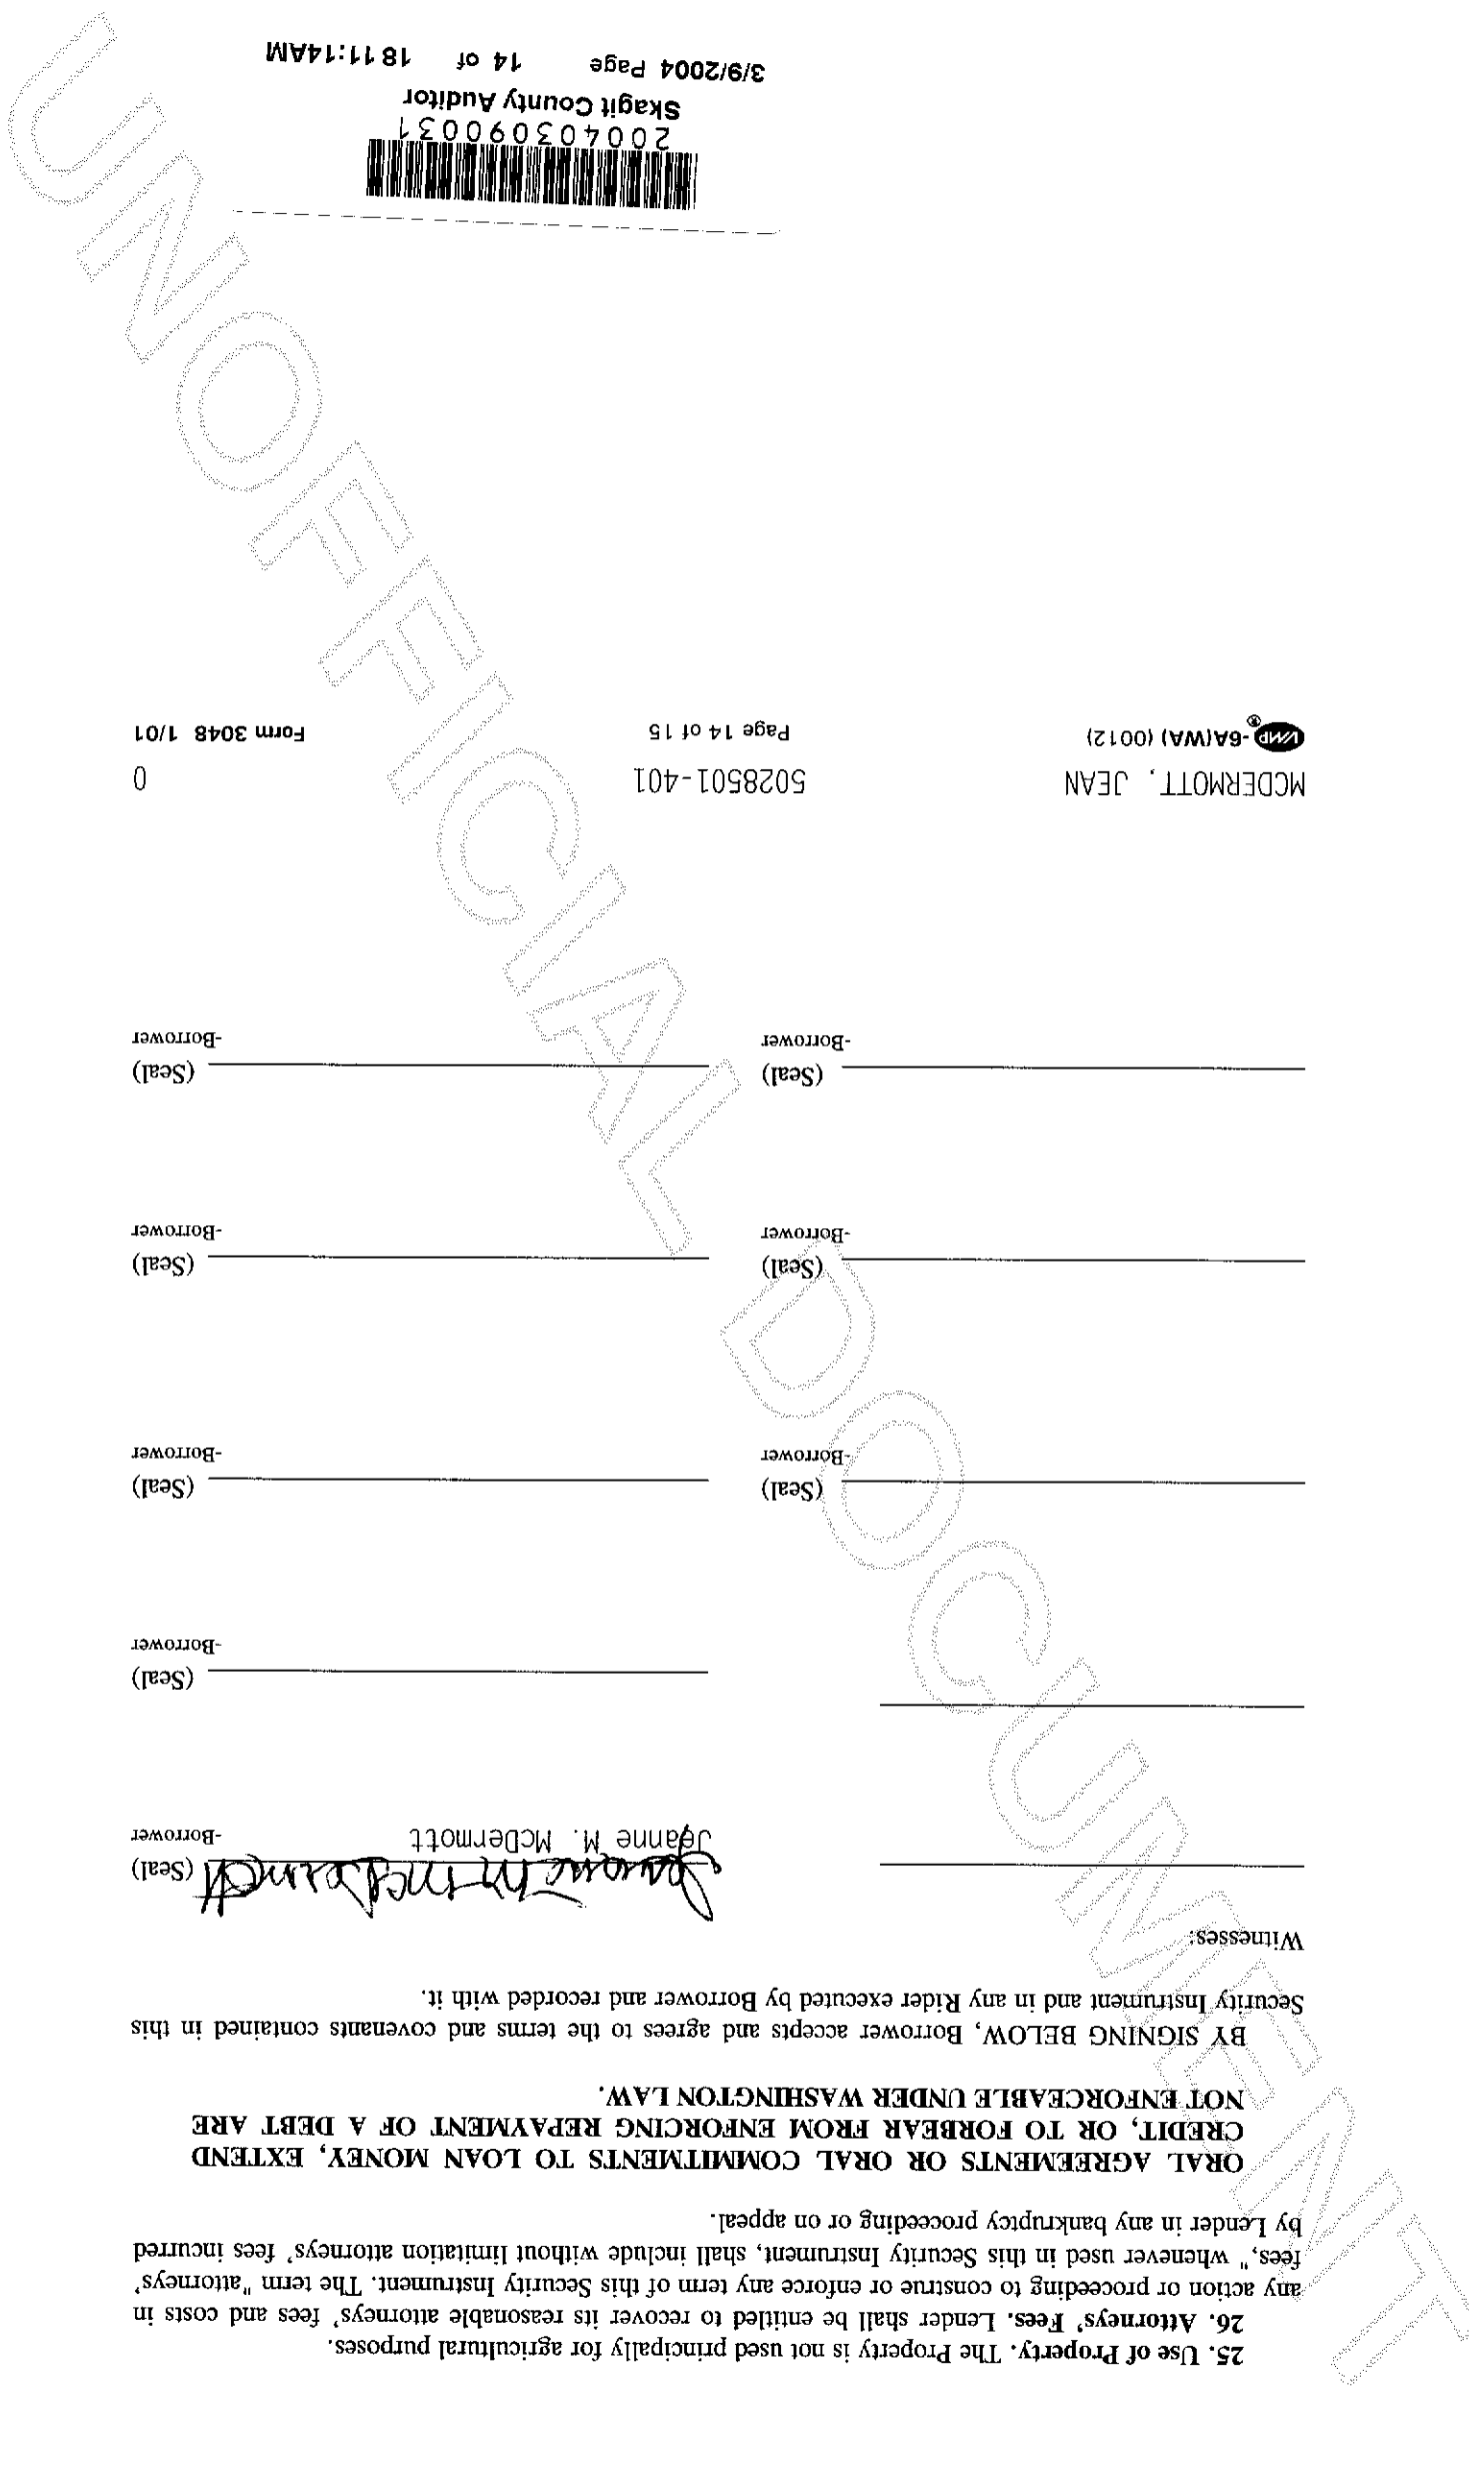 25. Use of Property. The Property is not used principally for agricultural purposes.
26. Attorneys' Fees. Lender shall be entitled to recover its reasonable attorneys' fees and costs in
any action or proceeding to construe or enforce any term of this Security Instrument. The term "attorneys'
fees," whenever used in this Security Instrument, shall include without limitation attorneys' fees incurred
by Lender in any bankruptcy proceeding or on appeal.
ORAL AGREEMENTS OR ORAL COMMITMENTS TO LOAN MONEY, EXTEND
CREDIT, OR TO FORBEAR FROM ENFORCING REPAYMENT OF A DEBT ARE
NOT ENFORCEABLE UNDER WASHINGTON LAW.
BY SIGNING BELOW, Borrower accepts and agrees to the terms and covenants contained in this
Security Instrument and in any Rider executed by Borrower and recorded with it.
Witnesses:
Jeanne M McDermott (Seal)
Jeanne M. McDermott -Borrower
(Seal)
-Borrower
(Seal) (Seal)
-Borrower -Borrower
(Seal) (Seal)
-Borrower -Borrower
(Seal) (Seal)
-Borrower -Borrower
MCDERMOTT, JEAN 5028501-401 0
VMP®-6A(WA) (0012) Page 14 of 15 Form 3048 1/01
200403090031
Skagit County Auditor
3/9/2004 Page 14 of 18 11:14AM
UNOFFICIAL DOCUMENT